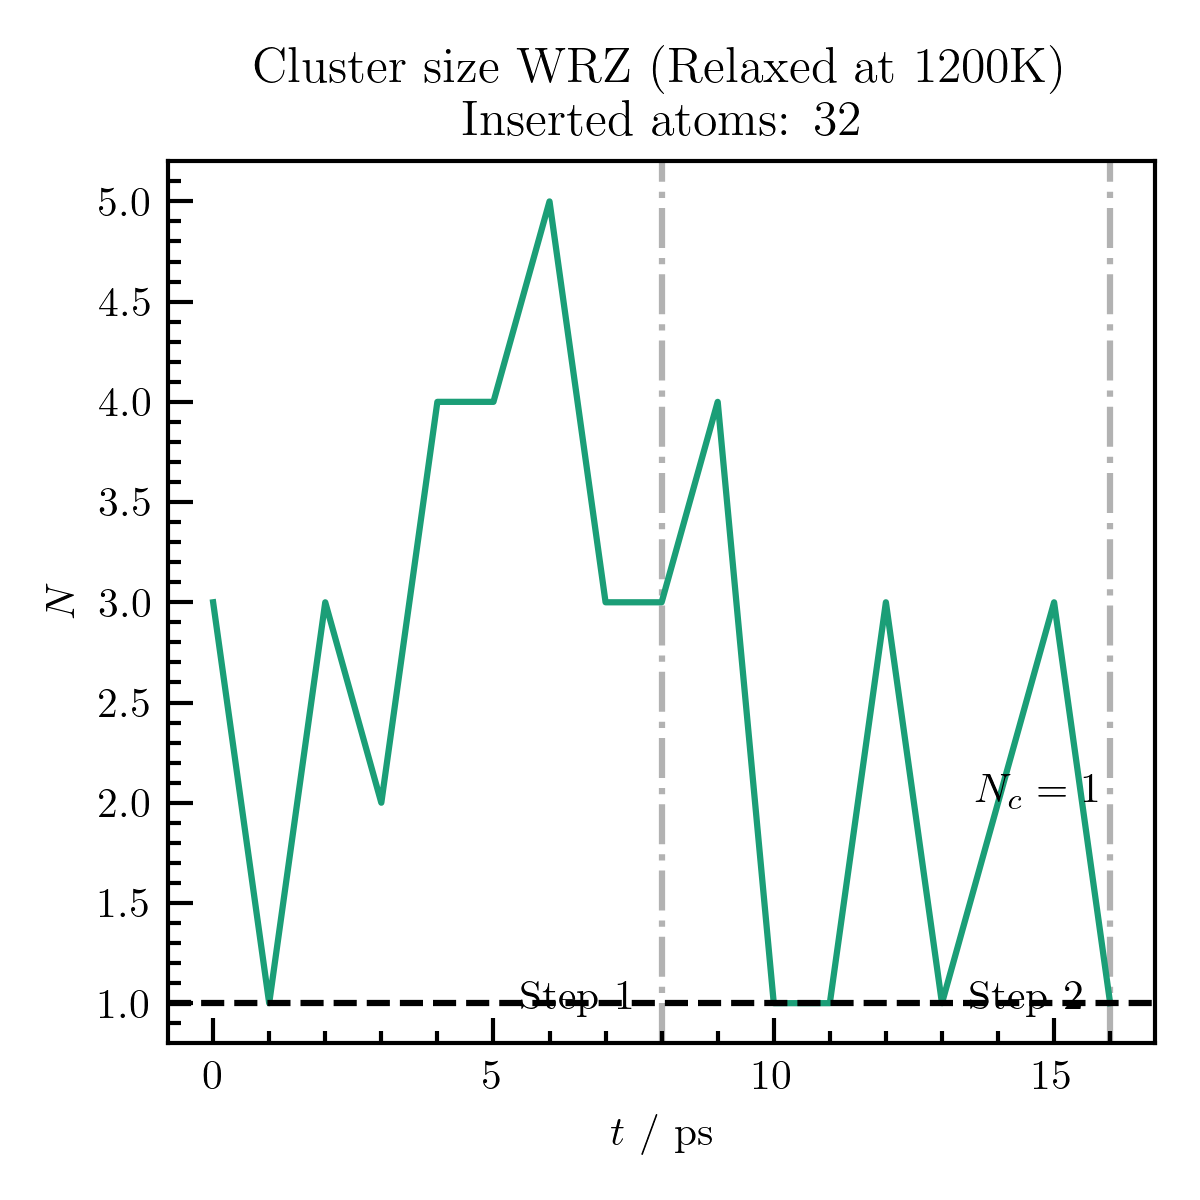 Cluster size WRZ (Relaxed at 1200K)
Inserted atoms: 32
5.0
4.5
4.0
3.5
3.0
2.5
2.0
1.5
1.0
N
N_c = 1
Step 1
Step 2
0
5
10
15
t / ps